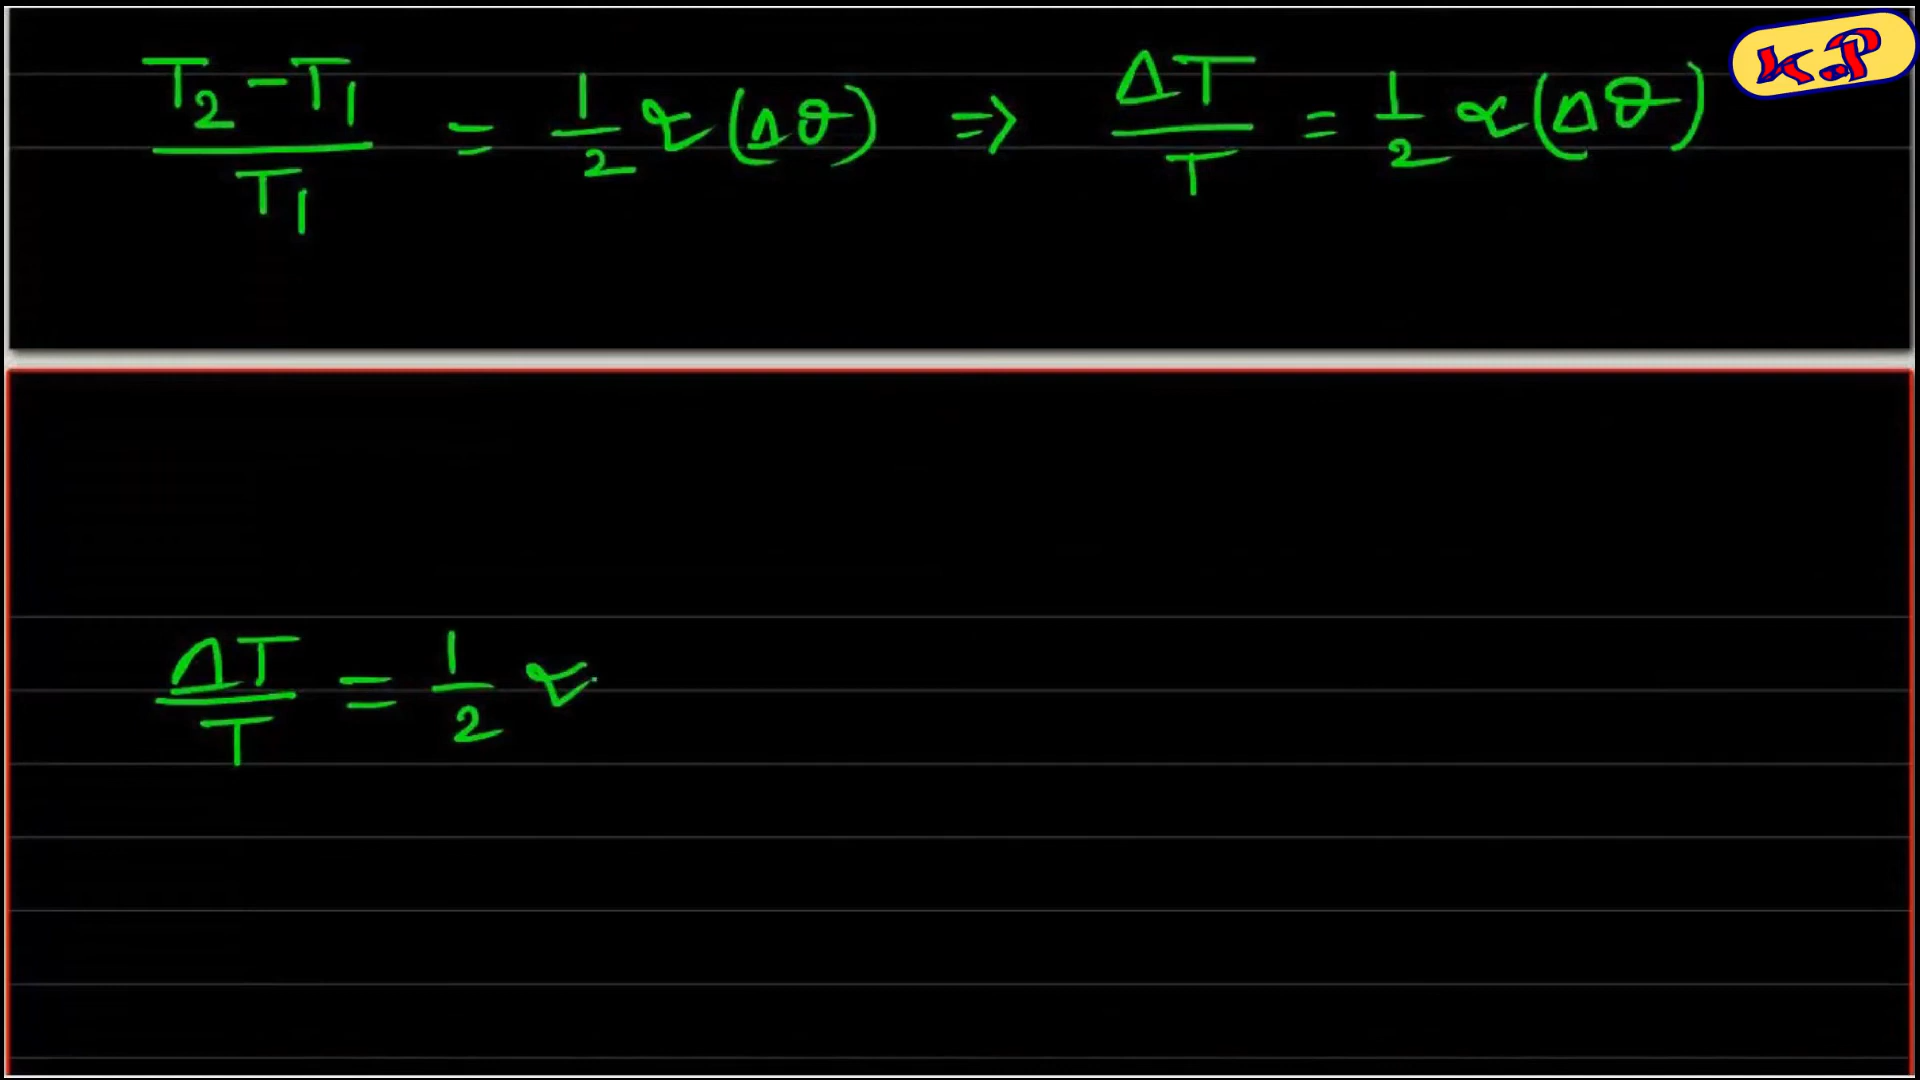 K.P
(T₂ - T₁)/T₁ = 1/2 α (Δθ) ⇒ ΔT/T = 1/2 α (Δθ)
ΔT/T = 1/2 α